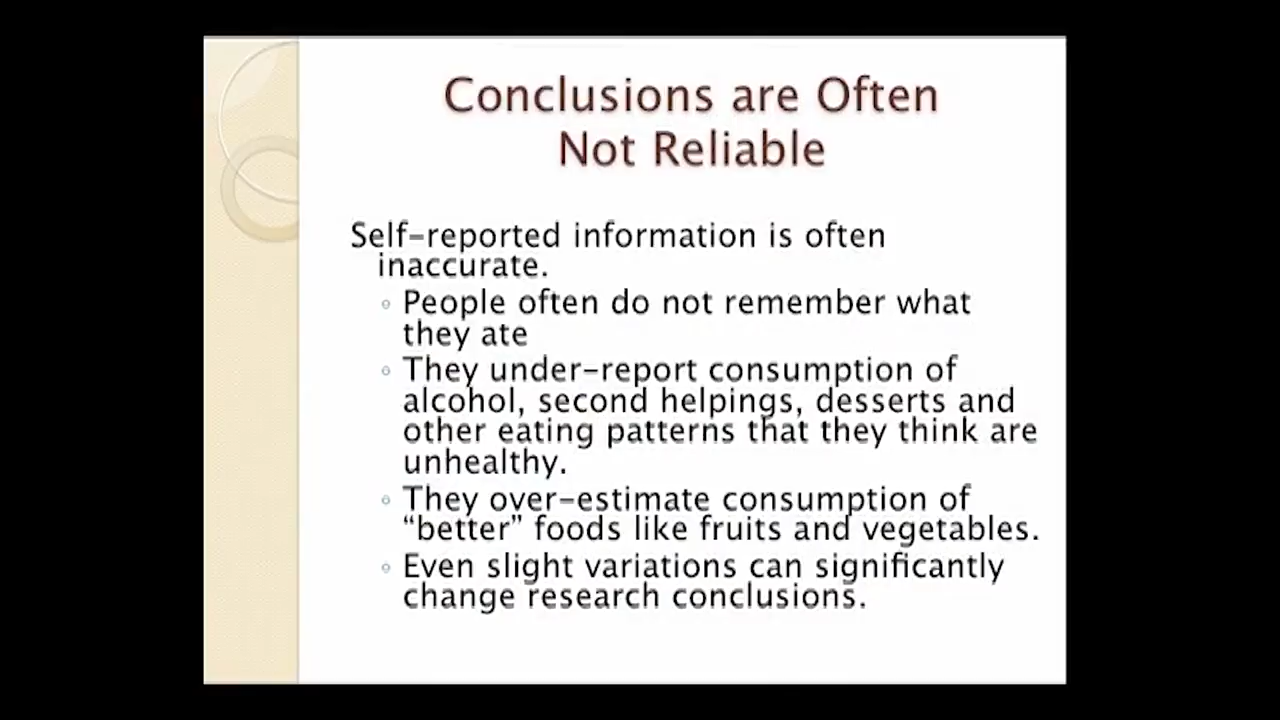 Conclusions are Often
Not Reliable
Self-reported information is often
inaccurate.
◦ People often do not remember what
they ate
◦ They under-report consumption of
alcohol, second helpings, desserts and
other eating patterns that they think are
unhealthy.
◦ They over-estimate consumption of
“better” foods like fruits and vegetables.
◦ Even slight variations can significantly
change research conclusions.